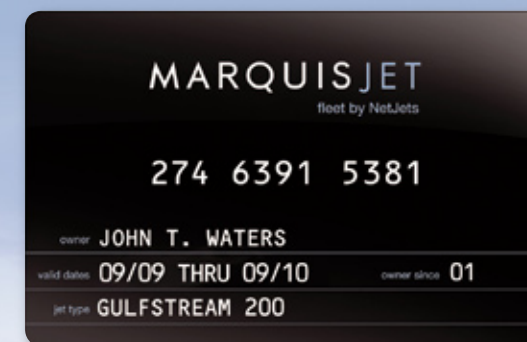 MARQUISJET
fleet by NetJets
274 6391 5381
owner JOHN T. WATERS
valid dates 09/09 THRU 09/10 owner since 01
jet type GULFSTREAM 200